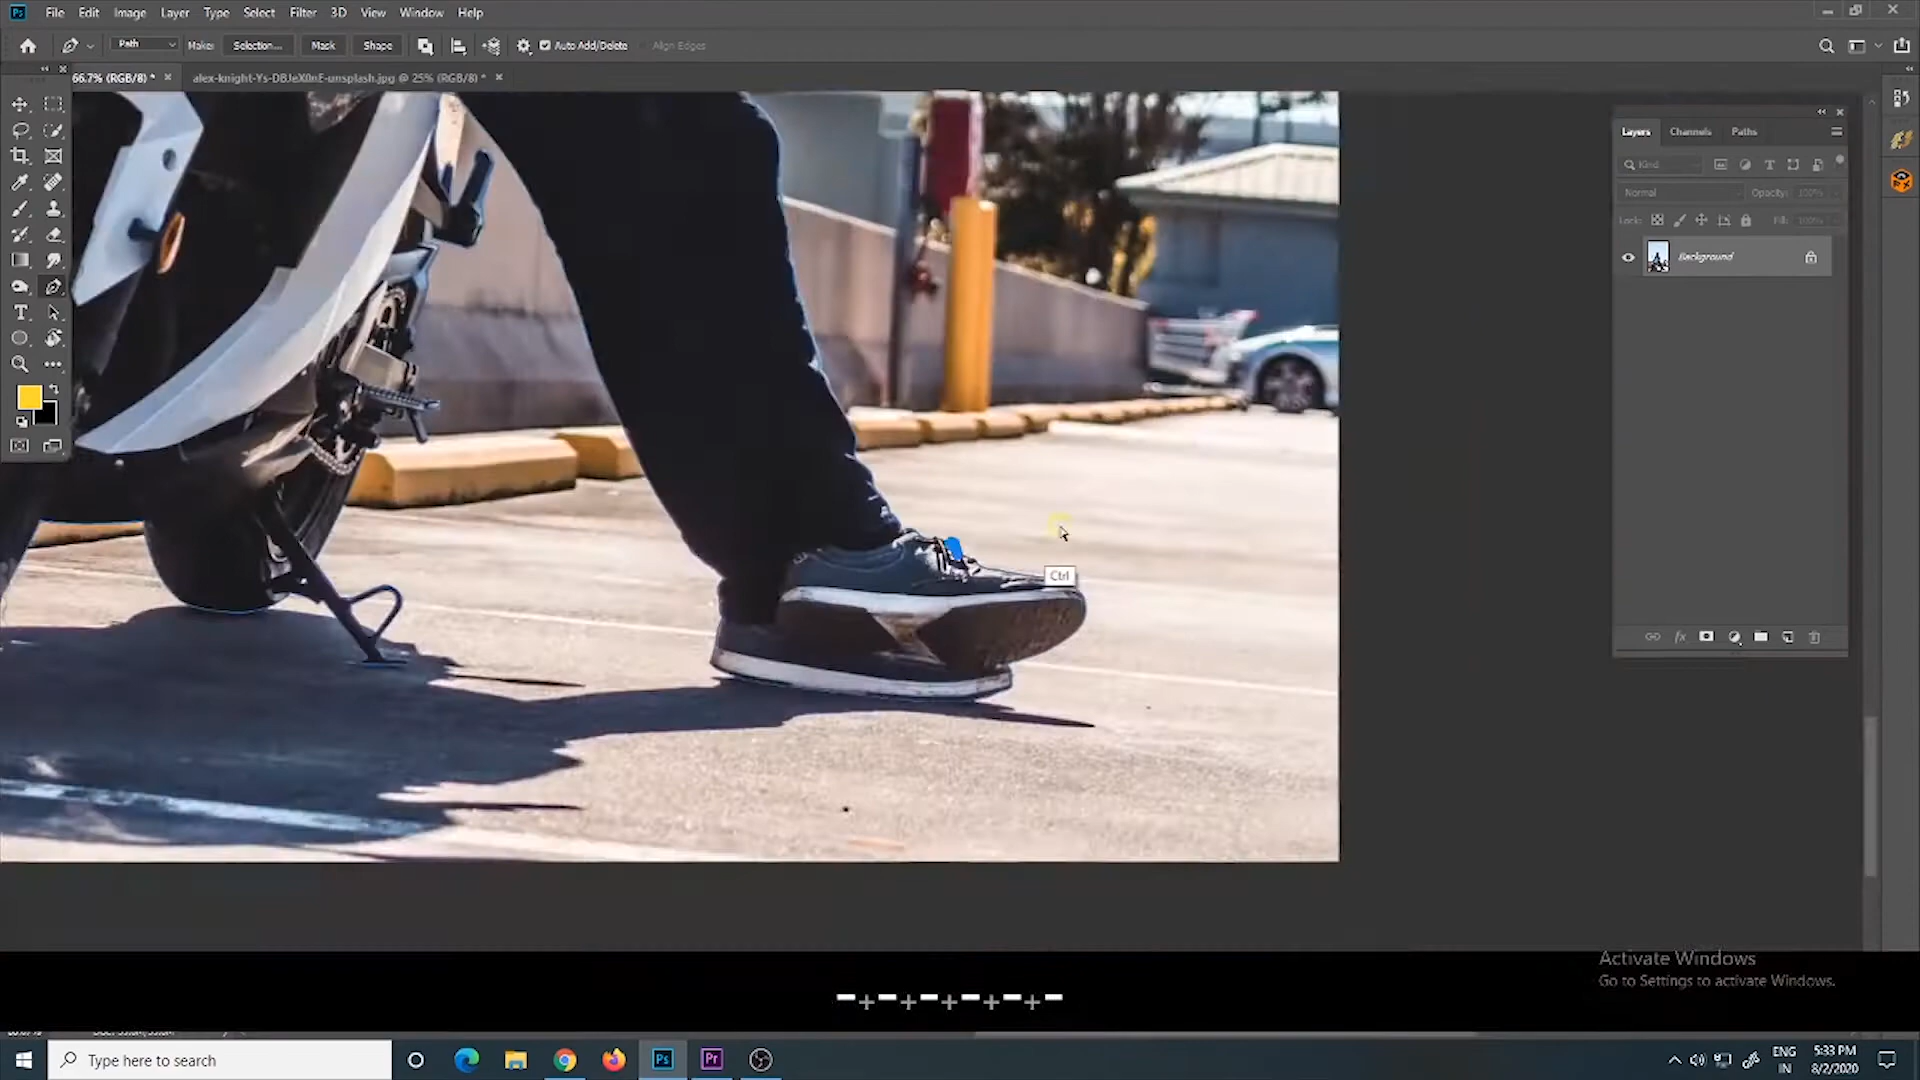 Ps File Edit Image Layer Type Select Filter 3D View Window Help
Path Make: Selection... Mask Shape Auto Add/Delete Align Edges
66.7% (RGB/8) * × alex-knight-Ys-DBJeX0nE-unsplash.jpg @ 25% (RGB/8) * ×
Layers Channels Paths
Kind
Normal Opacity: 100%
Lock: Fill: 100%
Background
Ctrl
Activate Windows
Go to Settings to activate Windows.
-+-+-+-+-+-
Type here to search
Ps Pr
ENG 5:33 PM
IN 8/2/2020